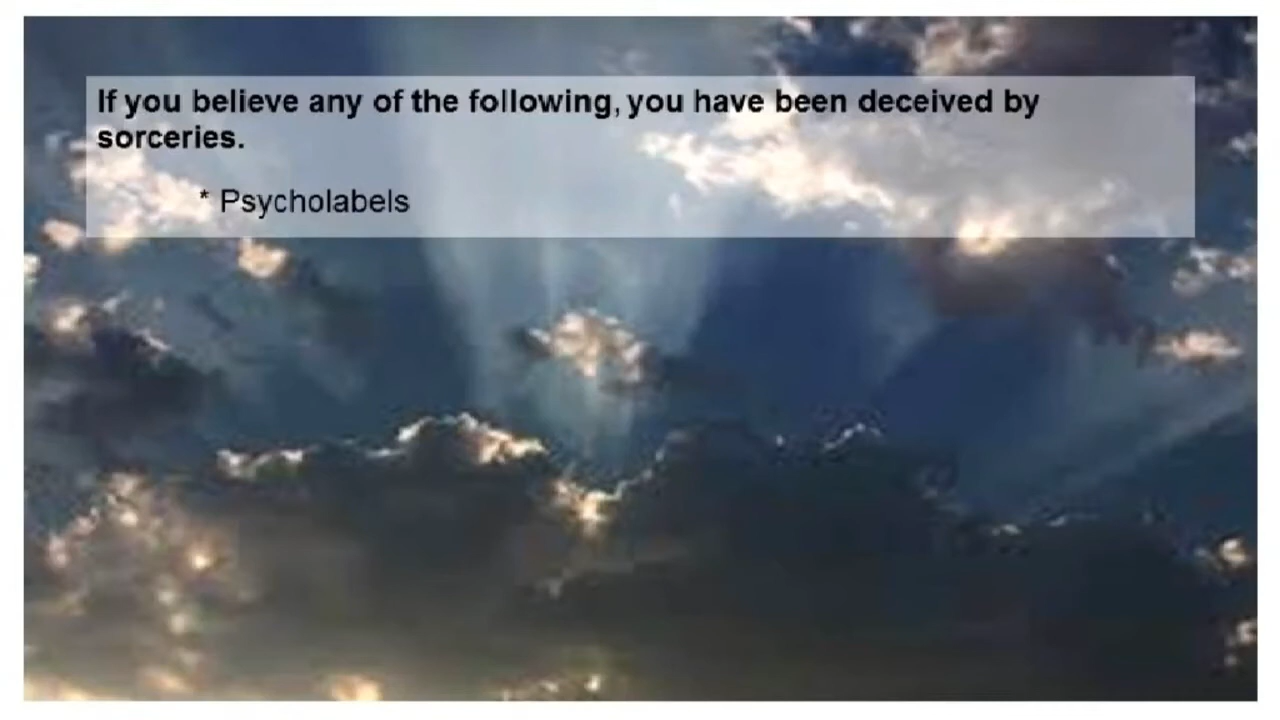 If you believe any of the following, you have been deceived by
sorceries.
* Psycholabels